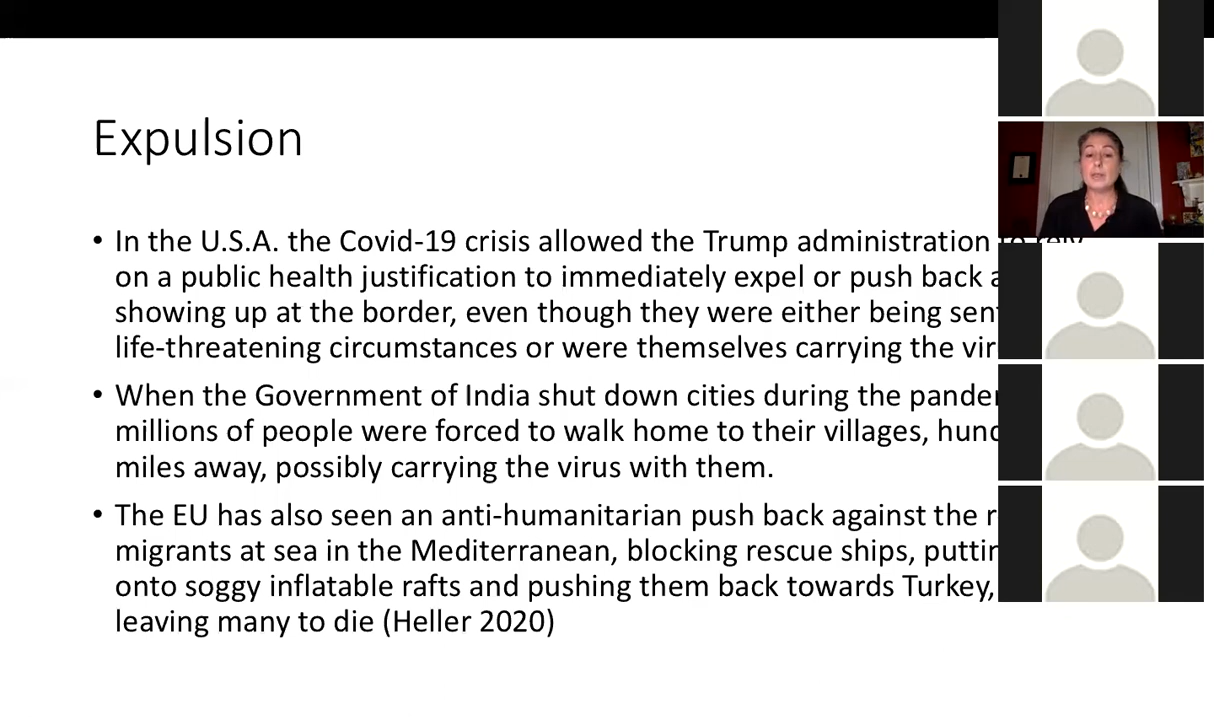 Expulsion
• In the U.S.A. the Covid-19 crisis allowed the Trump administration to rely
on a public health justification to immediately expel or push back
showing up at the border, even though they were either being
life-threatening circumstances or were themselves carrying the
• When the Government of India shut down cities during the
millions of people were forced to walk home to their villages,
miles away, possibly carrying the virus with them.
• The EU has also seen an anti-humanitarian push back against the
migrants at sea in the Mediterranean, blocking rescue ships,
onto soggy inflatable rafts and pushing them back towards Turkey,
leaving many to die (Heller 2020)